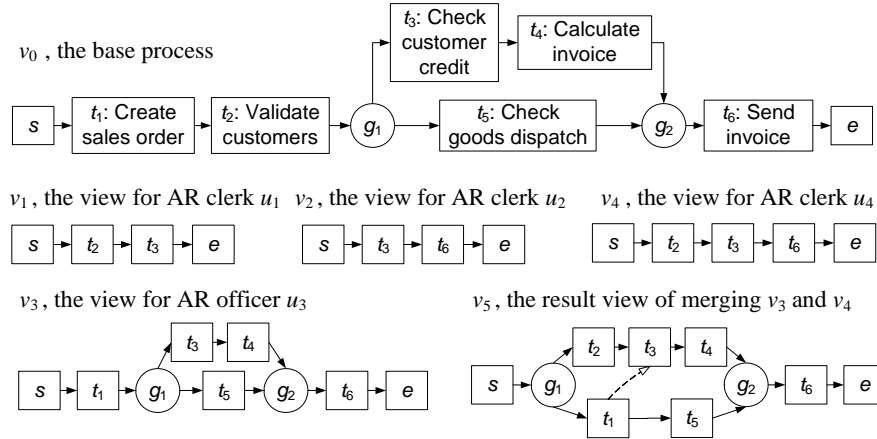 v0 , the base process
t3: Check
customer
credit
t4: Calculate
invoice
s
t1: Create
sales order
t2: Validate
customers
g1
t5: Check
goods dispatch
g2
t6: Send
invoice
e
v1 , the view for AR clerk u1
v2 , the view for AR clerk u2
v4 , the view for AR clerk u4
s
t2
t3
e
s
t3
t6
e
s
t2
t3
t6
e
v3, the view for AR officer u3
v5, the result view of merging v3 and v4
t3
t4
s
t1
g1
t5
g2
t6
e
t2
t3
t4
s
g1
g2
t6
e
t1
t5